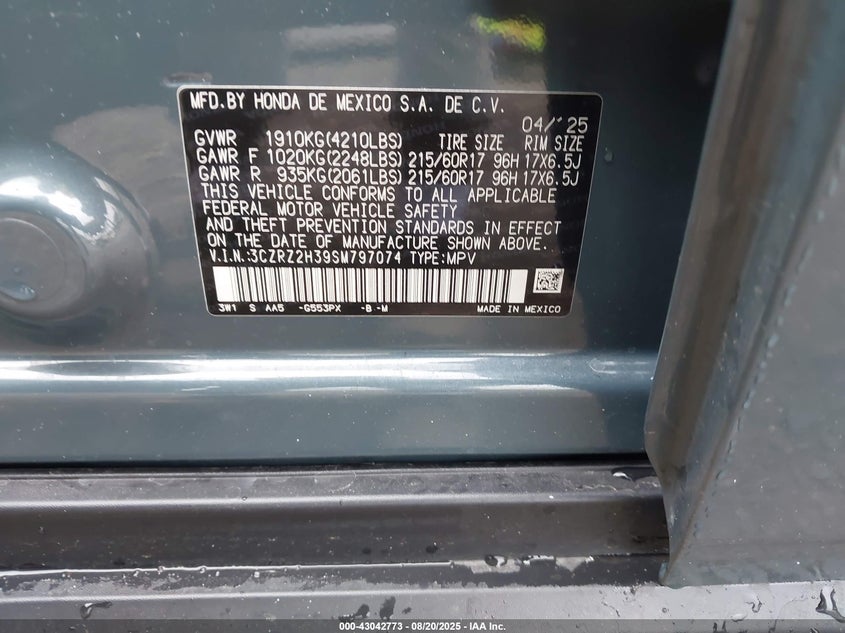 MFD.BY HONDA DE MEXICO S.A. DE C.V.
04/'25
GVWR 1910KG(4210LBS) TIRE SIZE RIM SIZE
GAWR F 1020KG(2248LBS) 215/60R17 96H 17X6.5J
GAWR R 935KG(2061LBS) 215/60R17 96H 17X6.5J
THIS VEHICLE CONFORMS TO ALL APPLICABLE
FEDERAL MOTOR VEHICLE SAFETY
AND THEFT PREVENTION STANDARDS IN EFFECT
ON THE DATE OF MANUFACTURE SHOWN ABOVE.
V.I.N.:3CZRZ2H39SM797074 TYPE:MPV
3W1 S AA5 -G553PX -B -M MADE IN MEXICO
000-43042773 - 08/20/2025 - IAA Inc.